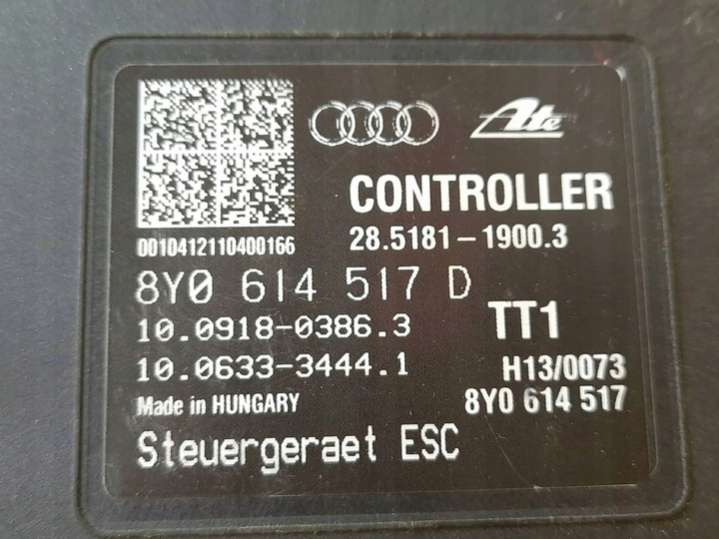 Ate
CONTROLLER
28.5181-1900.3
0010412110400166
8Y0 614 517 D
10.0918-0386.3
TT1
10.0633-3444.1
H13/0073
Made in HUNGARY
8Y0 614 517
Steuergeraet ESC